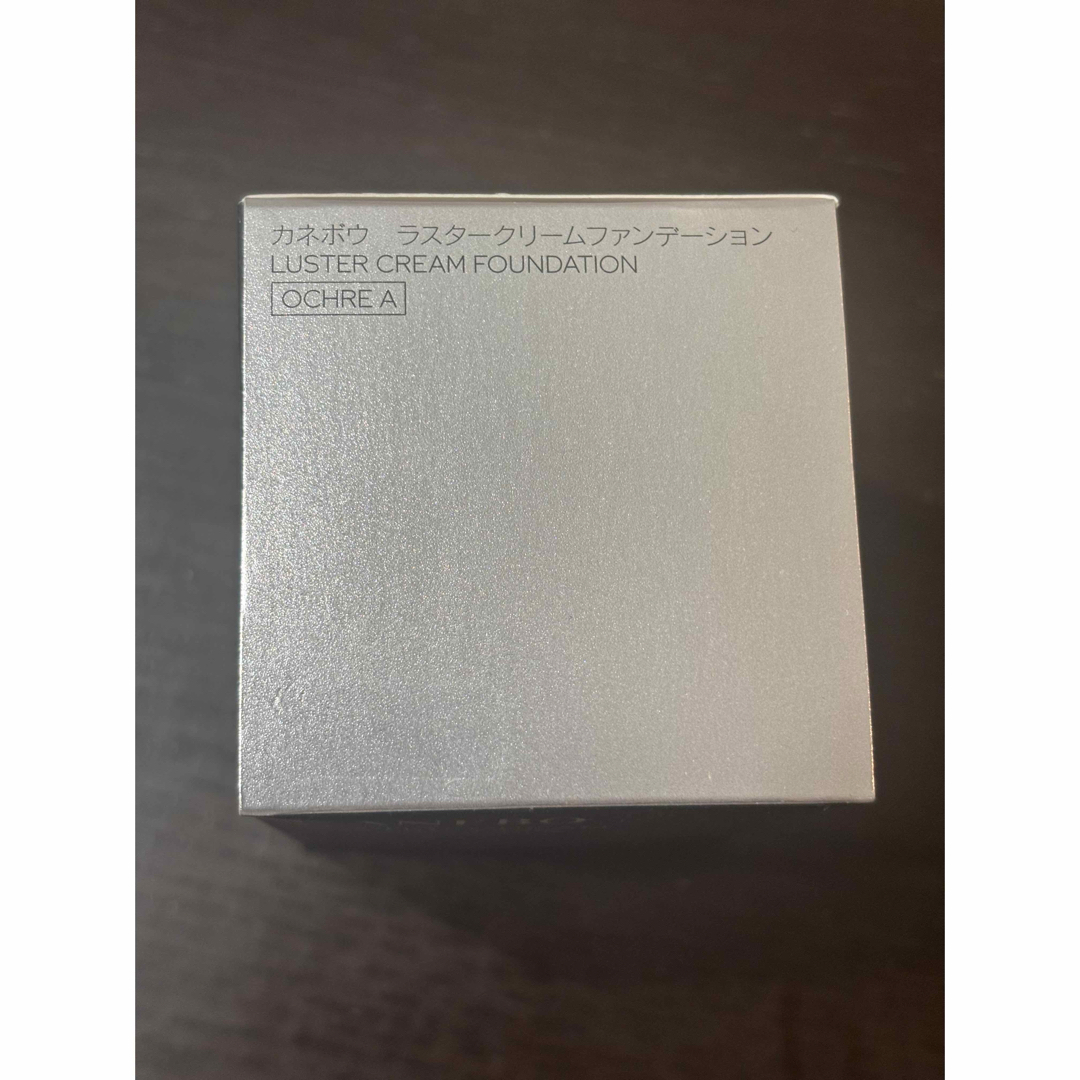 カネボウ　ラスタークリームファンデーション
LUSTER CREAM FOUNDATION
OCHRE A